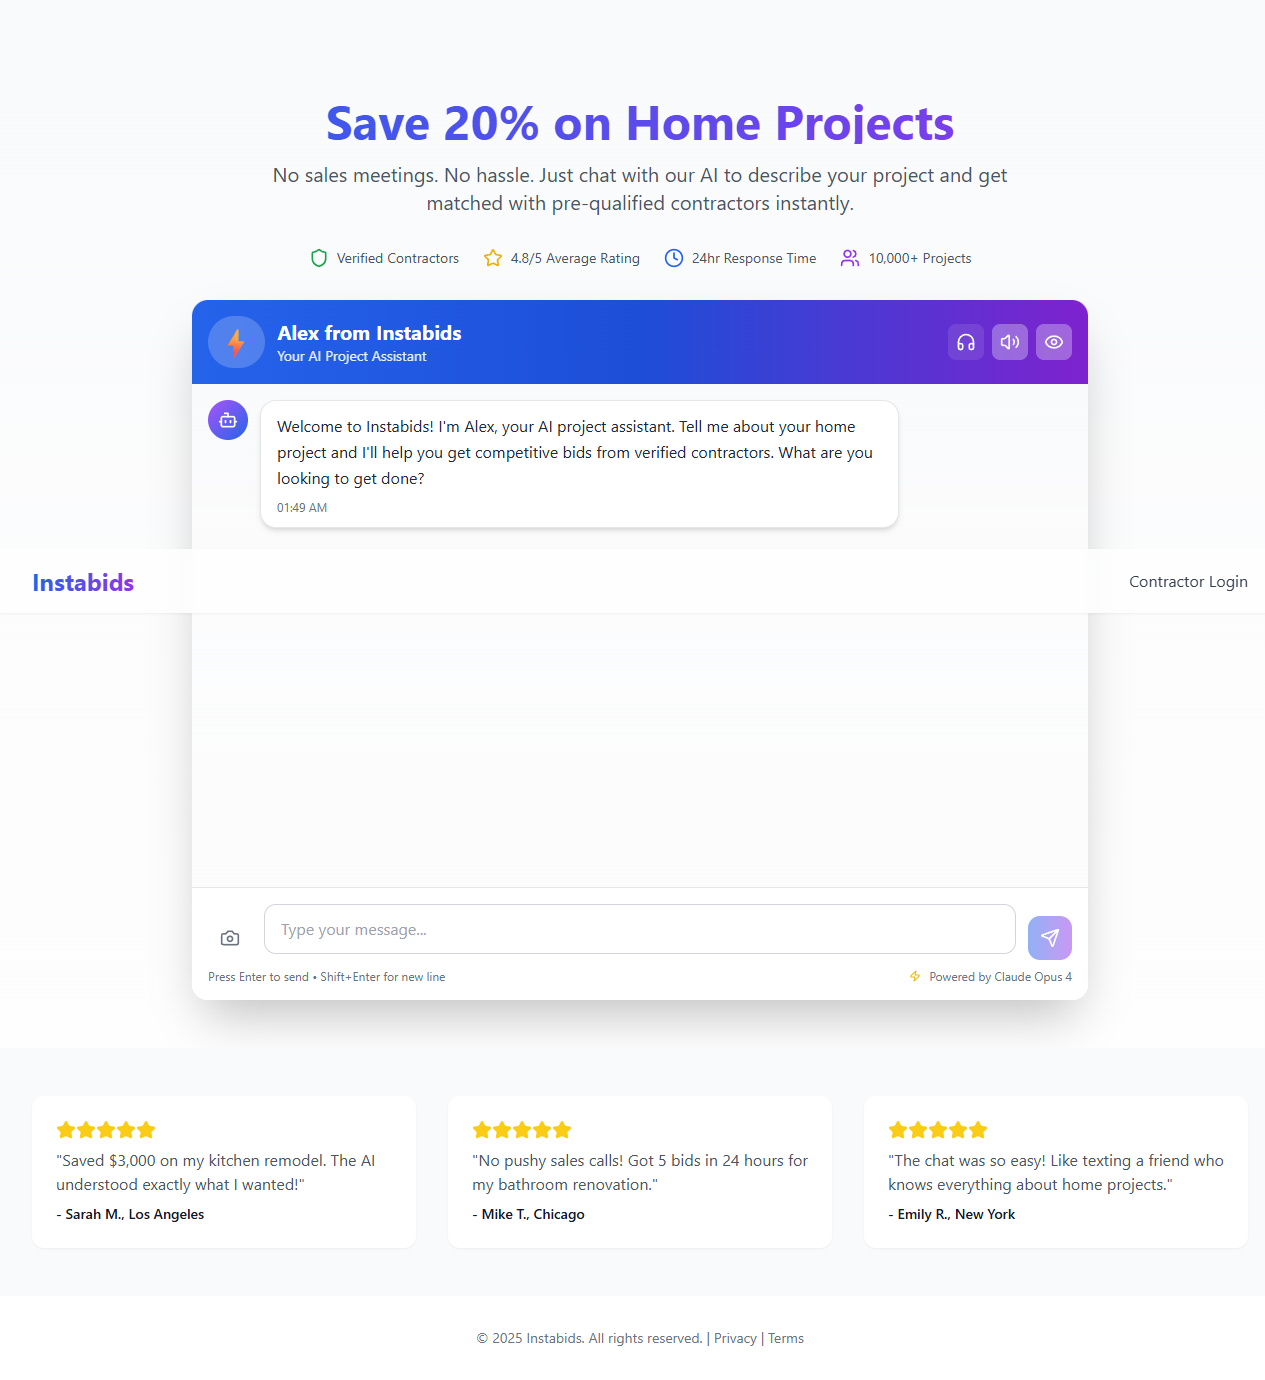 Save 20% on Home Projects
No sales meetings. No hassle. Just chat with our AI to describe your project and get
matched with pre-qualified contractors instantly.
Verified Contractors
4.8/5 Average Rating
24hr Response Time
10,000+ Projects
Alex from Instabids
Your AI Project Assistant
Welcome to Instabids! I'm Alex, your AI project assistant. Tell me about your home
project and I'll help you get competitive bids from verified contractors. What are you
looking to get done?
01:49 AM
Instabids
Contractor Login
Type your message...
Press Enter to send • Shift+Enter for new line
Powered by Claude Opus 4
"Saved $3,000 on my kitchen remodel. The AI
understood exactly what I wanted!"
- Sarah M., Los Angeles
"No pushy sales calls! Got 5 bids in 24 hours for
my bathroom renovation."
- Mike T., Chicago
"The chat was so easy! Like texting a friend who
knows everything about home projects."
- Emily R., New York
© 2025 Instabids. All rights reserved. | Privacy | Terms